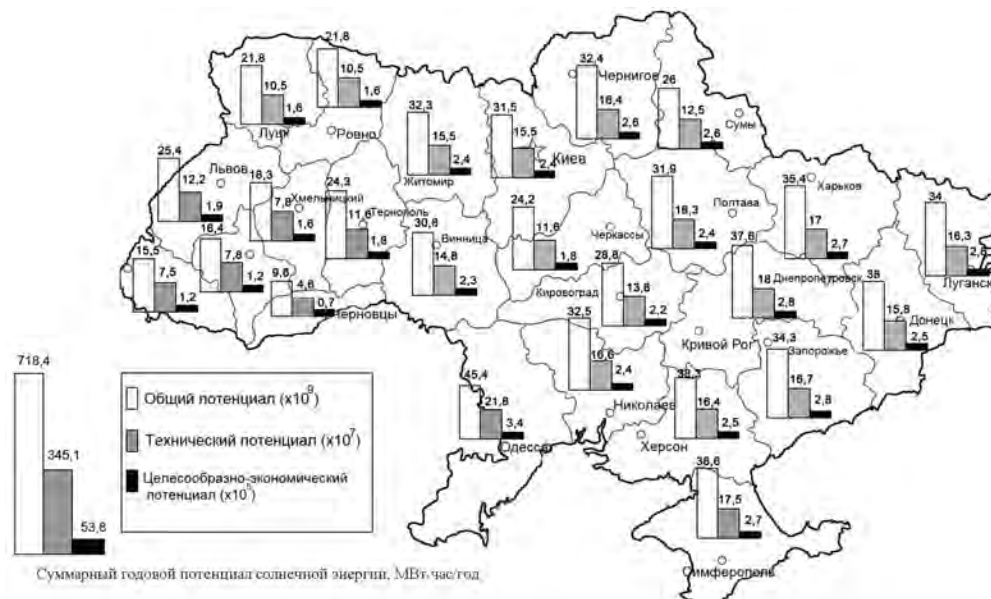 21,8
10,5
1,6
Луцк
21,8
10,5
1,6
Ровно
32,3
15,5
2,4
Житомир
31,5
15,5
2,4
Киев
32,4
16,4
2,6
Чернигов
26
12,5
2,6
Сумы
25,4
12,2
1,9
Львов
18,3
7,8
1,6
Хмельницкий
24,3
11,6
1,8
Тернополь
30,6
14,8
2,3
Винница
24,2
11,6
1,8
Черкассы
31,9
16,3
2,4
Полтава
35,4
17
2,7
Харьков
34
16,3
Луганск
15,5
7,5
1,2
16,4
7,8
1,2
9,6
4,6
0,7
Черновцы
28,8
13,8
2,2
Кировоград
37,6
18
2,8
Днепропетровск
38
15,8
2,5
Донецк
32,5
16,6
2,4
Николаев
Кривой Рог
34,3
16,7
2,8
Запорожье
45,4
21,8
3,4
Одесса
16,4
2,5
Херсон
36,6
17,5
2,7
Симферополь
718,4
345,1
53,8
Общий потенциал (x10⁹)
Технический потенциал (x10⁷)
Целесообразно-экономический
потенциал (x10⁵)
Суммарный годовой потенциал солнечной энергии, МВт·час/год